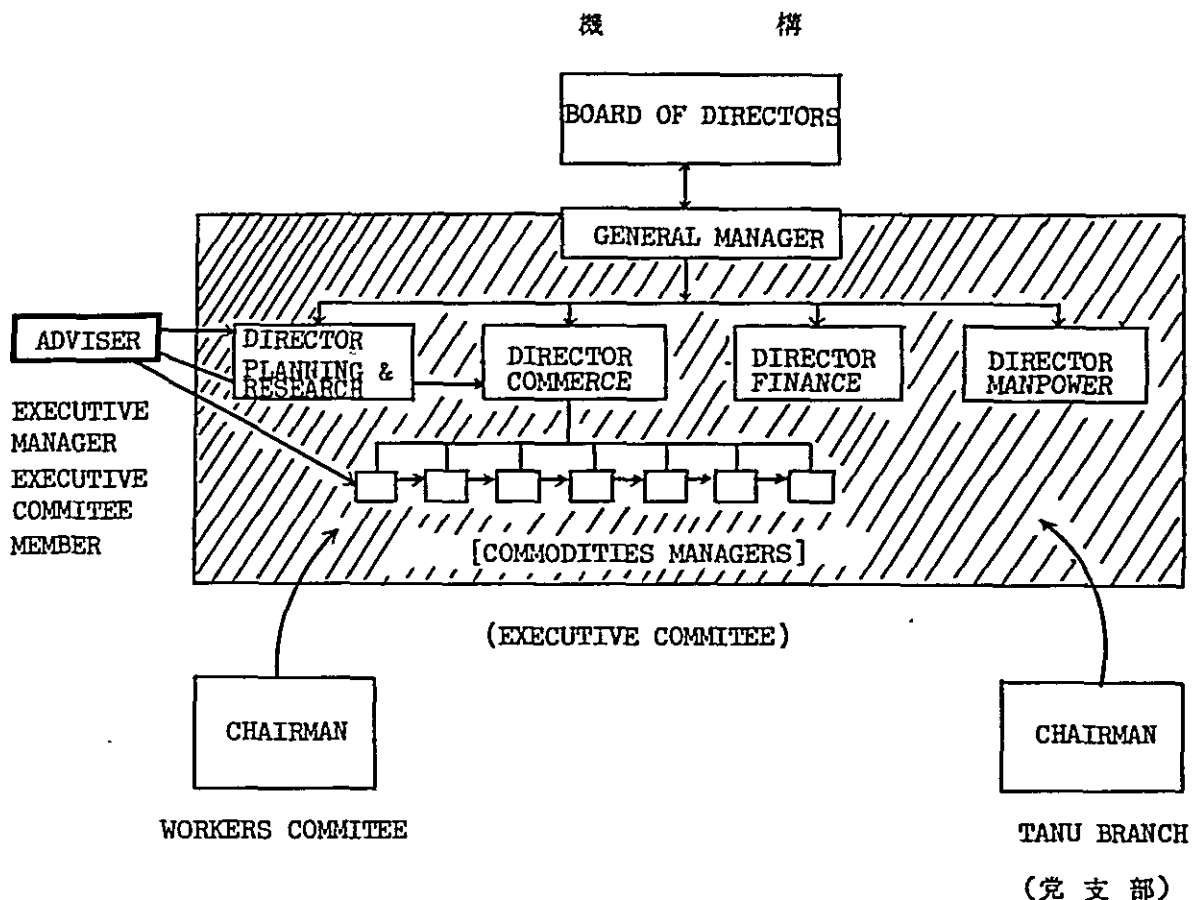 機 構
BOARD OF DIRECTORS
GENERAL MANAGER
ADVISER
EXECUTIVE
MANAGER
EXECUTIVE
COMMITEE
MEMBER
DIRECTOR
PLANNING &
RESEARCH
DIRECTOR
COMMERCE
DIRECTOR
FINANCE
DIRECTOR
MANPOWER
[COMMODITIES MANAGERS]
(EXECUTIVE COMMITEE)
CHAIRMAN
WORKERS COMMITEE
CHAIRMAN
TANU BRANCH
(党 支 部)